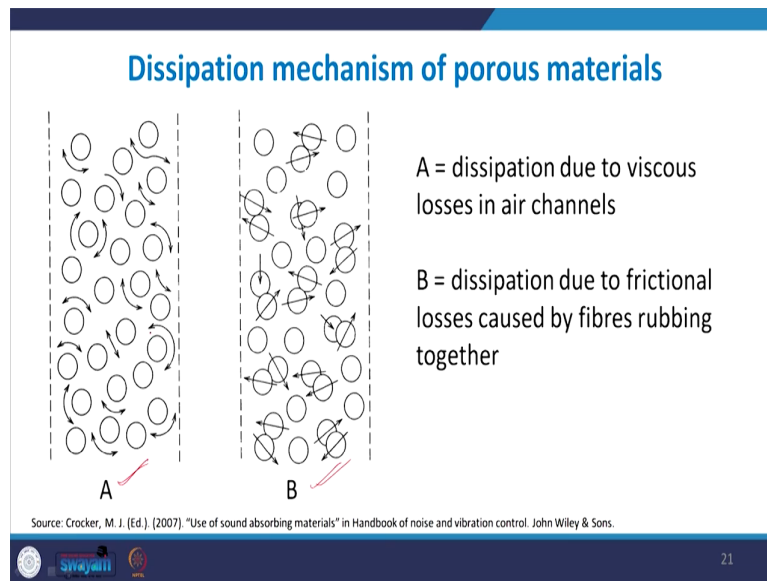 Dissipation mechanism of porous materials
A = dissipation due to viscous
losses in air channels
B = dissipation due to frictional
losses caused by fibres rubbing
together
A
B
Source: Crocker, M. J. (Ed.). (2007). “Use of sound absorbing materials” in Handbook of noise and vibration control. John Wiley & Sons.
swayam
21